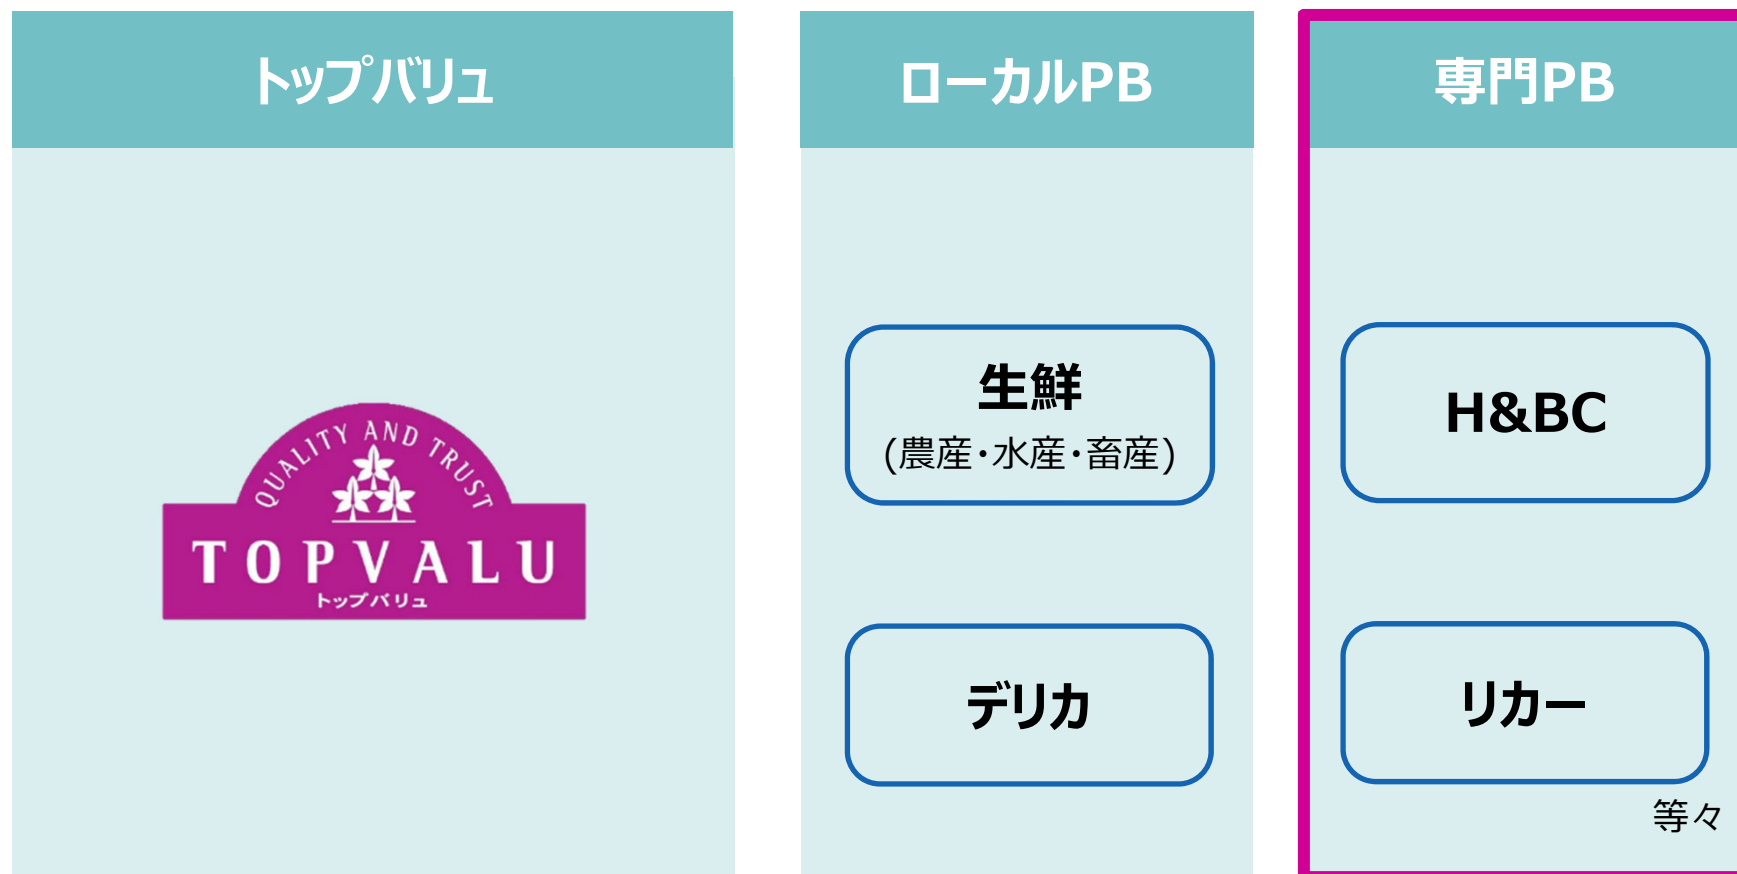 トップバリュ
QUALITY AND TRUST
TOPVALU
トップバリュ
ローカルPB
生鮮
(農産・水産・畜産)
デリカ
専門PB
H&BC
リカー
等々